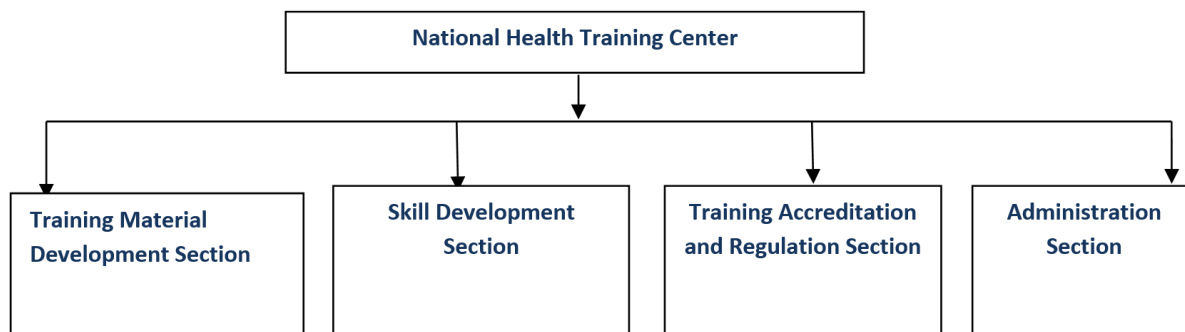 National Health Training Center
Training Material
Development Section
Skill Development
Section
Training Accreditation
and Regulation Section
Administration
Section